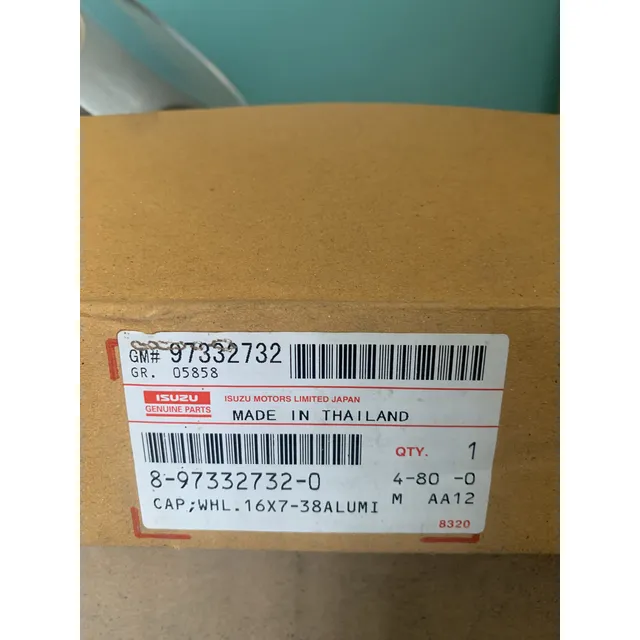 GM# 97332732
GR. 05858
ISUZU
GENUINE PARTS
ISUZU MOTORS LIMITED JAPAN
MADE IN THAILAND
QTY. 1
8-97332732-0
4-80 -0
CAP;WHL.16X7-38ALUMI
M AA12
8320